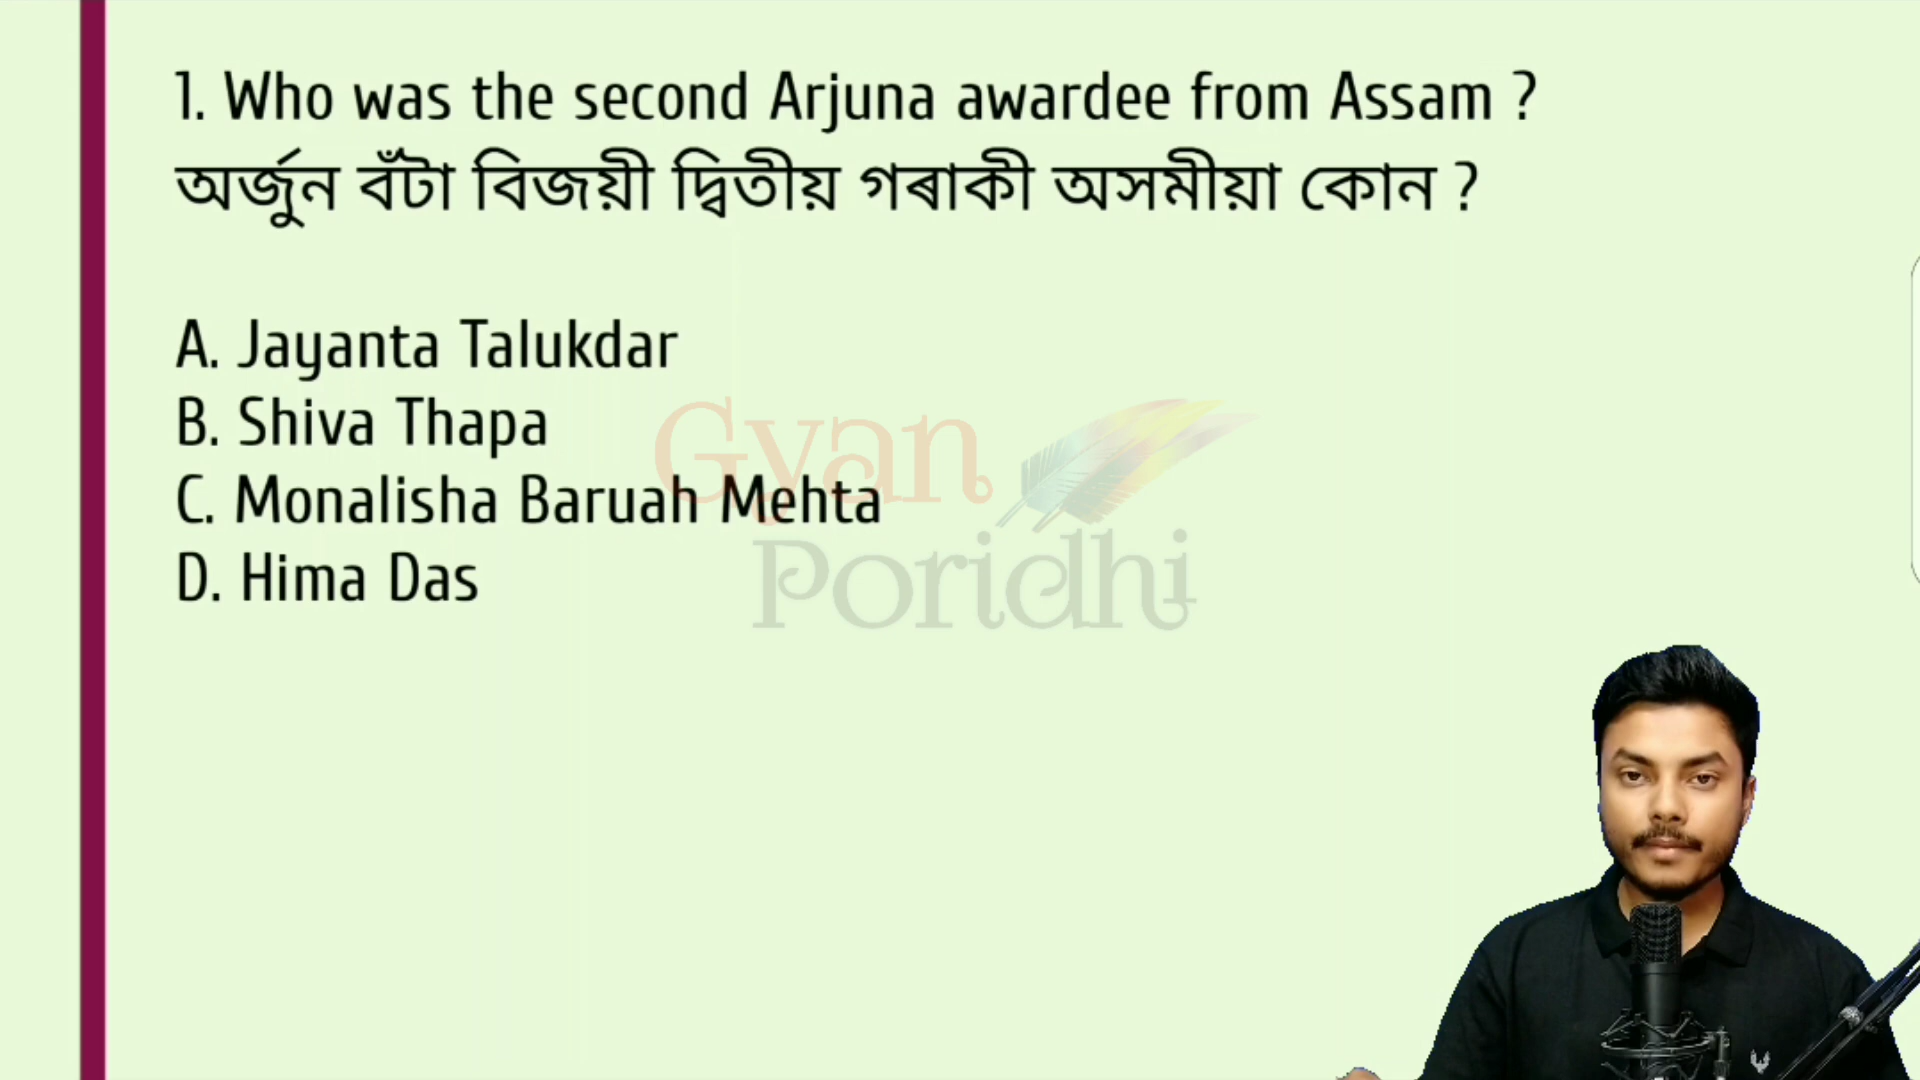 1. Who was the second Arjuna awardee from Assam ?
অৰ্জুন বঁটা বিজয়ী দ্বিতীয় গৰাকী অসমীয়া কোন ?
A. Jayanta Talukdar
B. Shiva Thapa
C. Monalisha Baruah Mehta
D. Hima Das
Gyan
Poridhi